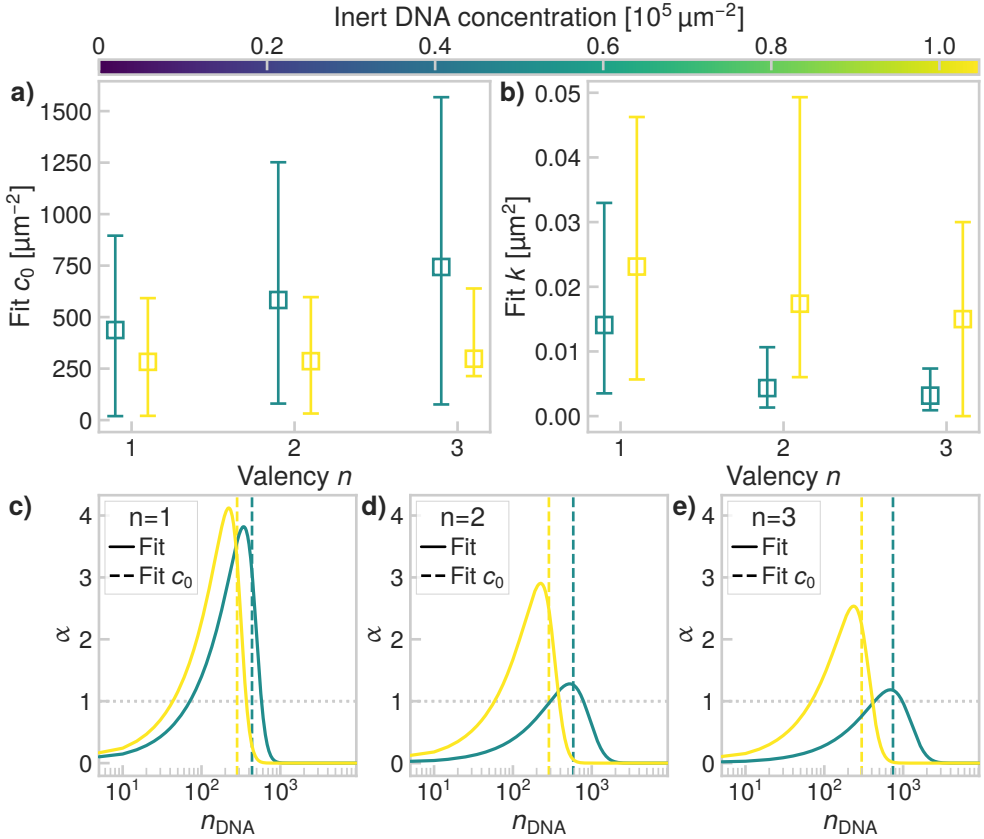 Inert DNA concentration [10⁵ μm⁻²]
0 0.2 0.4 0.6 0.8 1.0
a)
Fit c₀ [μm⁻²]
1500
1250
1000
750
500
250
0
1 2 3
b)
Fit k [μm²]
0.05
0.04
0.03
0.02
0.01
0.00
1 2 3
Valency n
c)
n=1
Fit
Fit c₀
α
4
3
2
1
0
10¹ 10² 10³
n_DNA
d)
n=2
Fit
Fit c₀
α
4
3
2
1
0
10¹ 10² 10³
n_DNA
e)
n=3
Fit
Fit c₀
α
4
3
2
1
0
10¹ 10² 10³
n_DNA